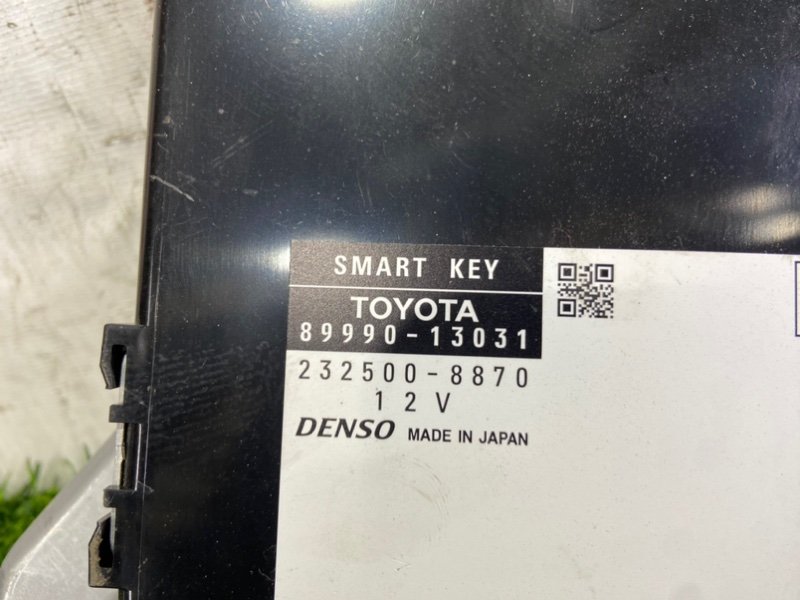 SMART KEY
TOYOTA
89990-13031
232500-8870
12V
DENSO MADE IN JAPAN